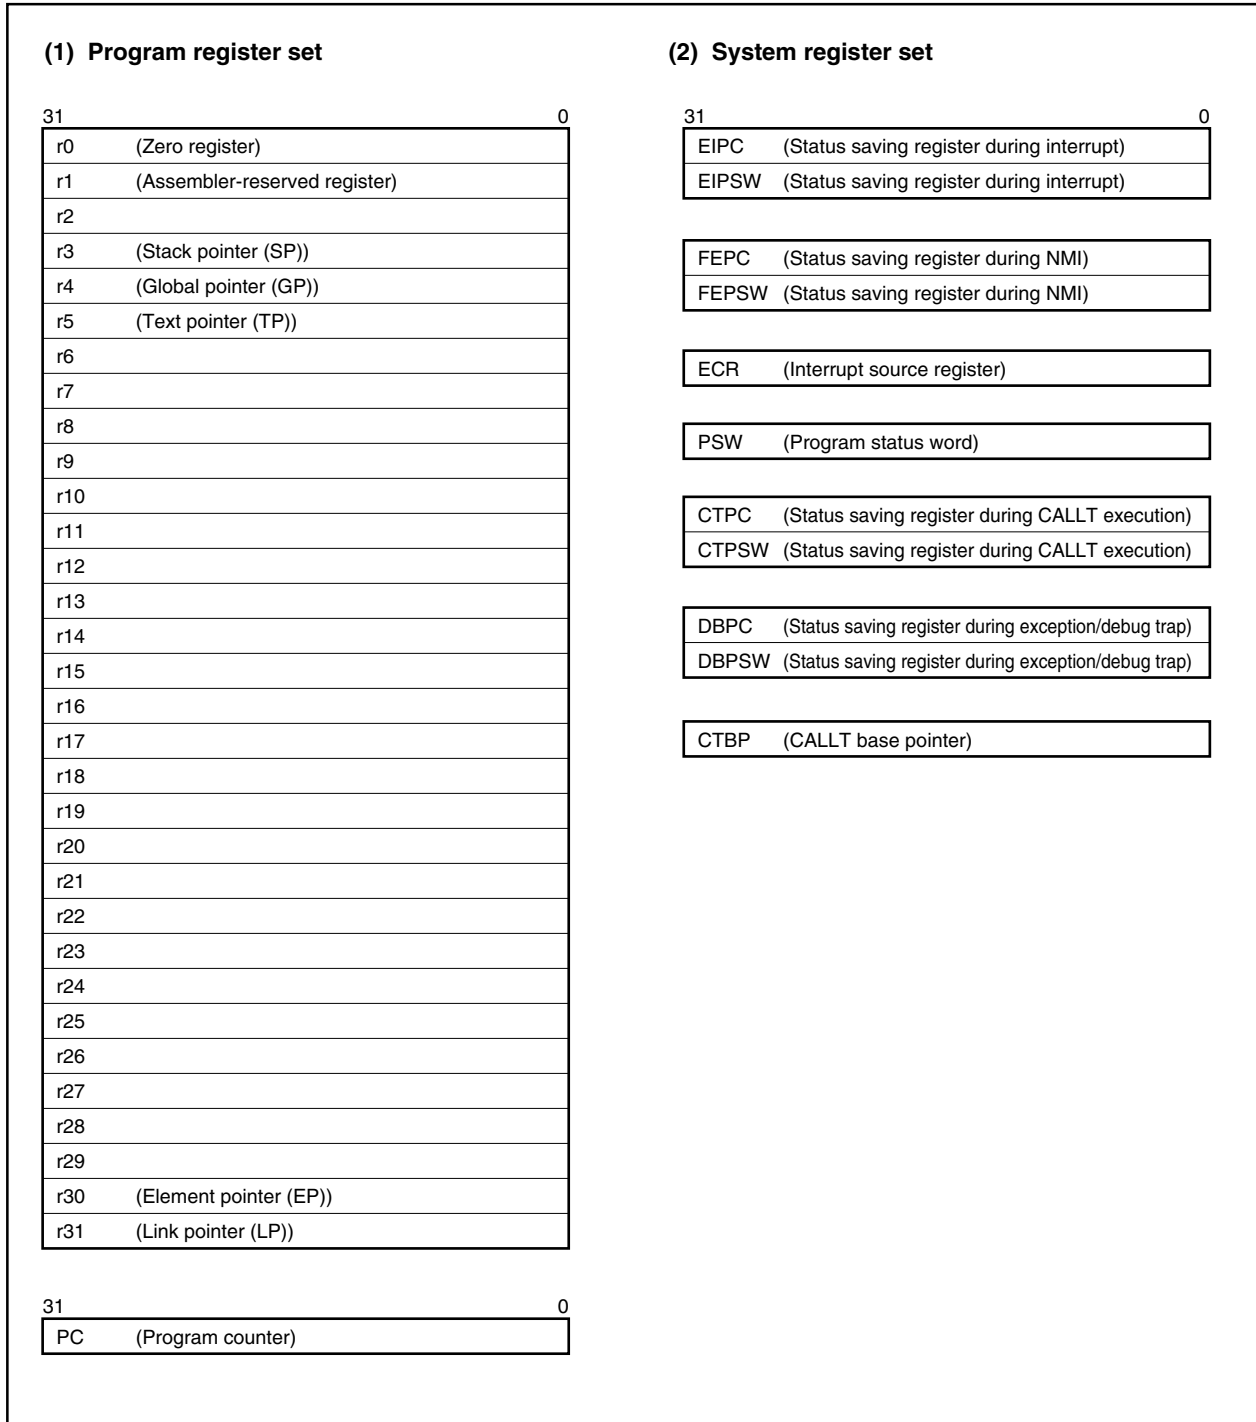 (1) Program register set
31 0
r0 (Zero register)
r1 (Assembler-reserved register)
r2
r3 (Stack pointer (SP))
r4 (Global pointer (GP))
r5 (Text pointer (TP))
r6
r7
r8
r9
r10
r11
r12
r13
r14
r15
r16
r17
r18
r19
r20
r21
r22
r23
r24
r25
r26
r27
r28
r29
r30 (Element pointer (EP))
r31 (Link pointer (LP))
31 0
PC (Program counter)
(2) System register set
31 0
EIPC (Status saving register during interrupt)
EIPSW (Status saving register during interrupt)
FEPC (Status saving register during NMI)
FEPSW (Status saving register during NMI)
ECR (Interrupt source register)
PSW (Program status word)
CTPC (Status saving register during CALLT execution)
CTPSW (Status saving register during CALLT execution)
DBPC (Status saving register during exception/debug trap)
DBPSW (Status saving register during exception/debug trap)
CTBP (CALLT base pointer)